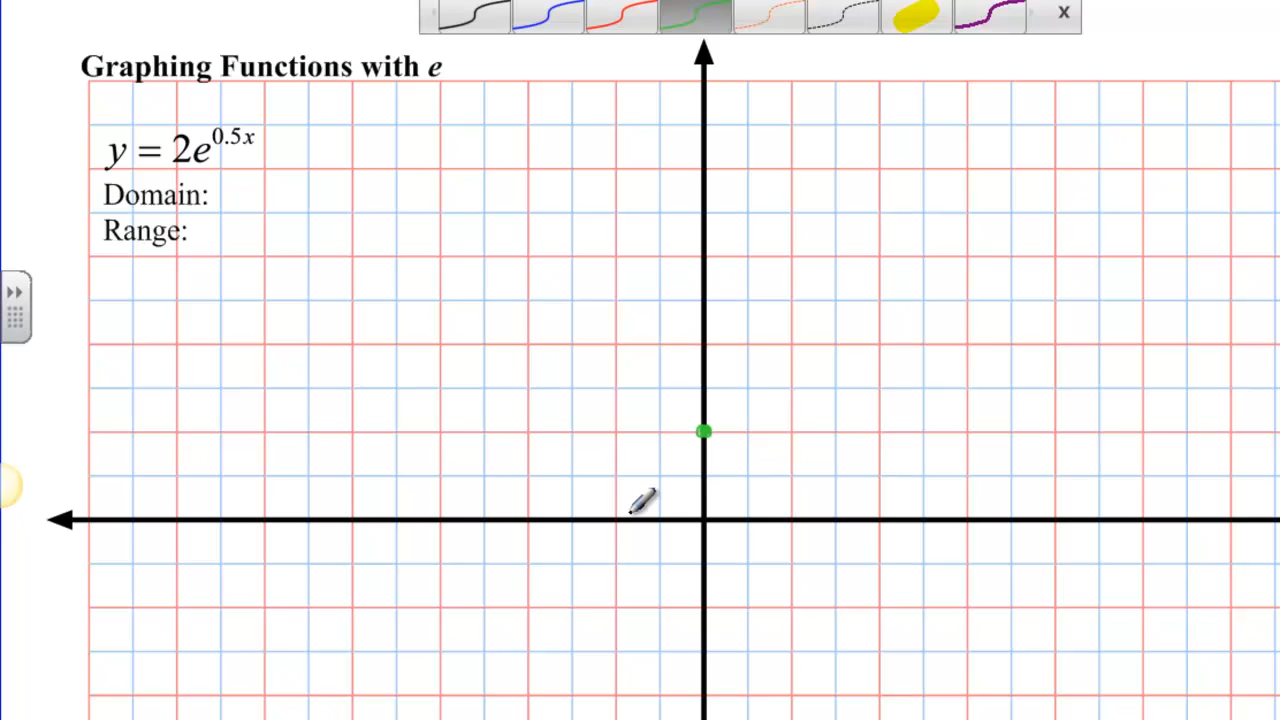 x
Graphing Functions with e
y = 2e^{0.5x}
Domain:
Range: